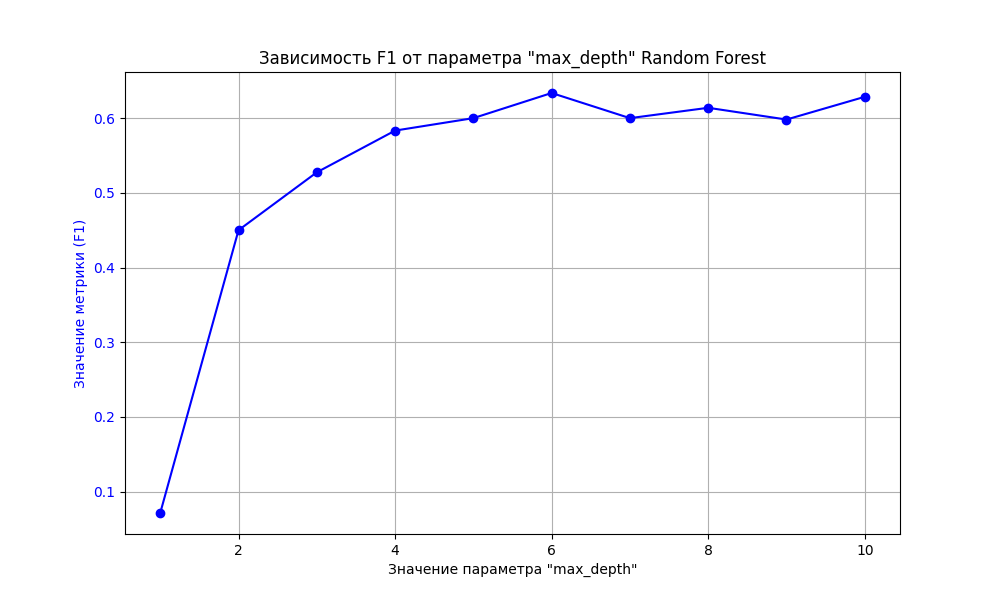 Зависимость F1 от параметра "max_depth" Random Forest
0.6
0.5
0.4
0.3
0.2
0.1
Значение метрики (F1)
2 4 6 8 10
Значение параметра "max_depth"